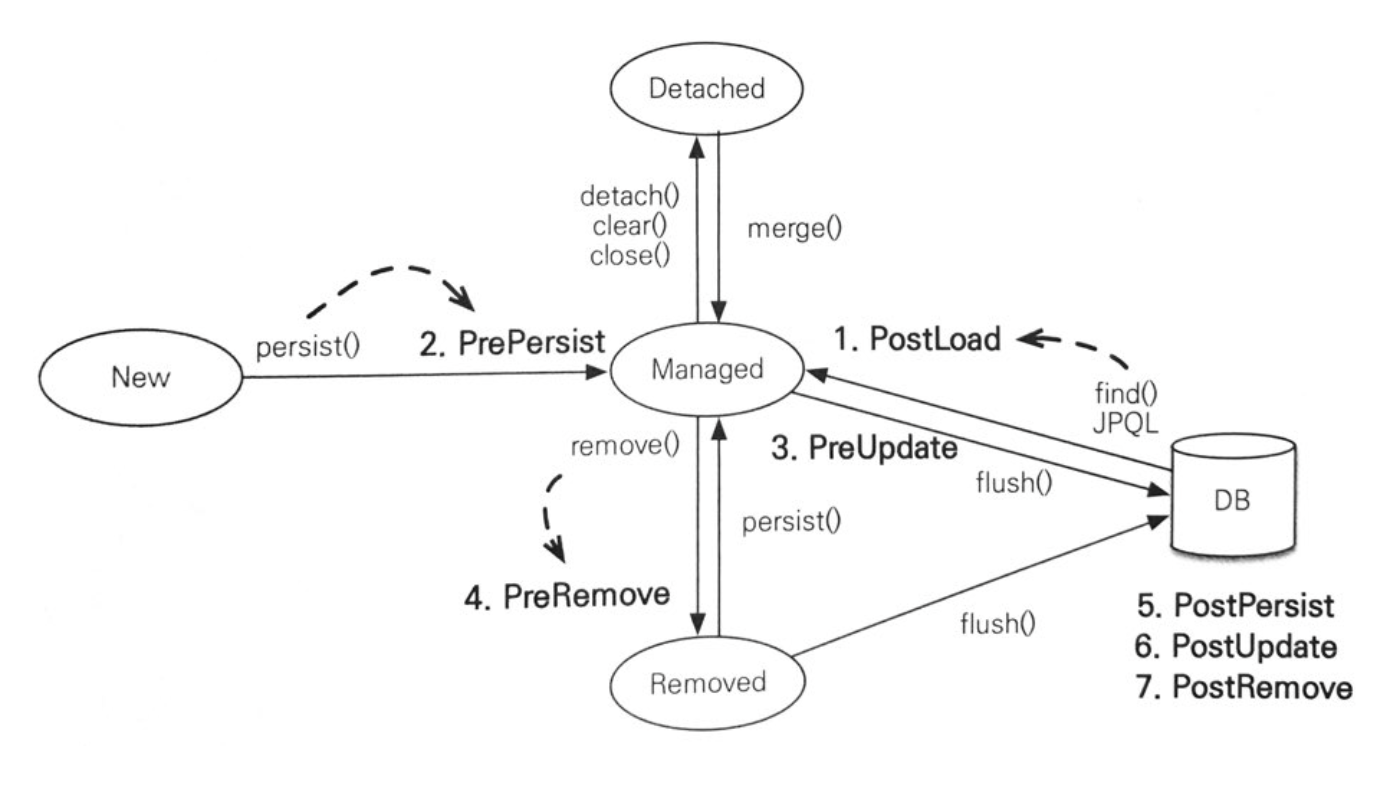 Detached
detach()
clear()
close()
merge()
persist()
2. PrePersist
1. PostLoad
New
Managed
find()
JPQL
remove()
3. PreUpdate
flush()
DB
persist()
4. PreRemove
flush()
5. PostPersist
6. PostUpdate
7. PostRemove
Removed